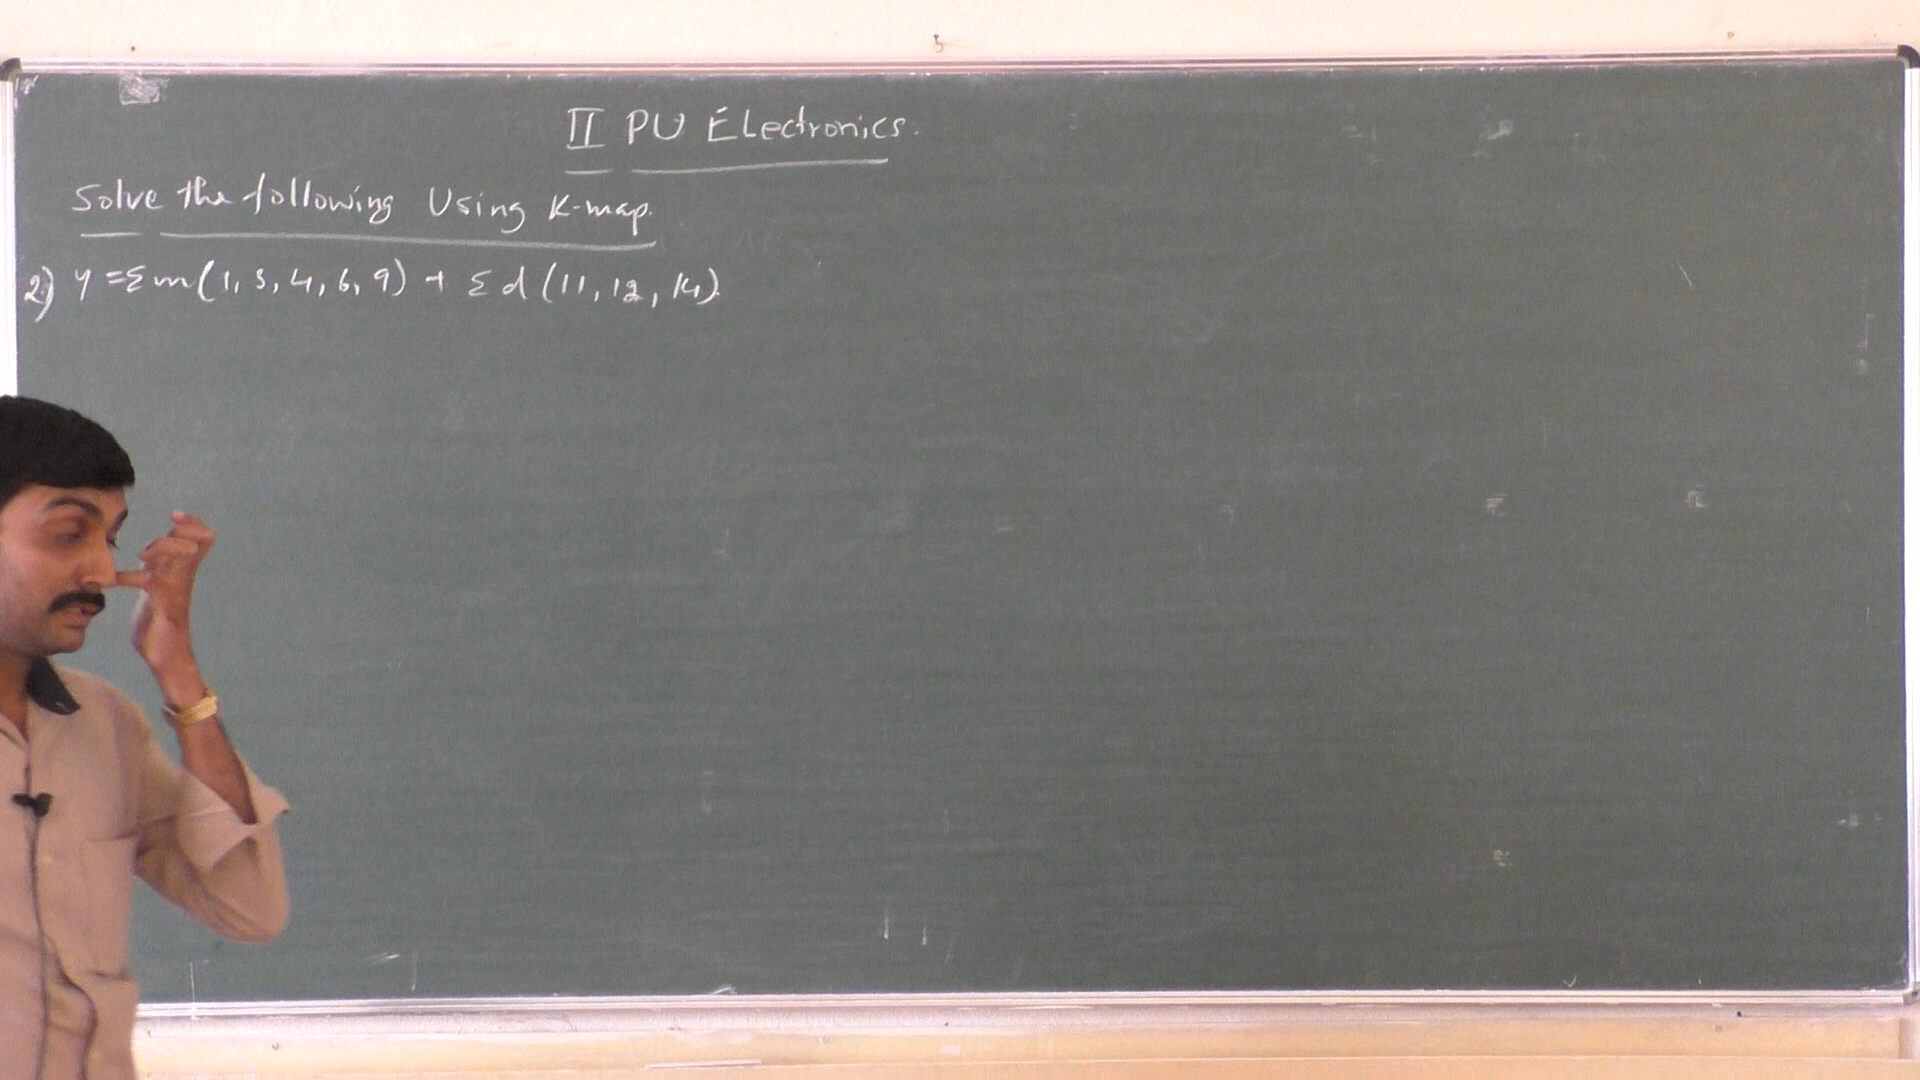 II PU Electronics.
Solve the following Using K-map.
2) y = Σm(1, 3, 4, 6, 9) + Σd(11, 12, 14).